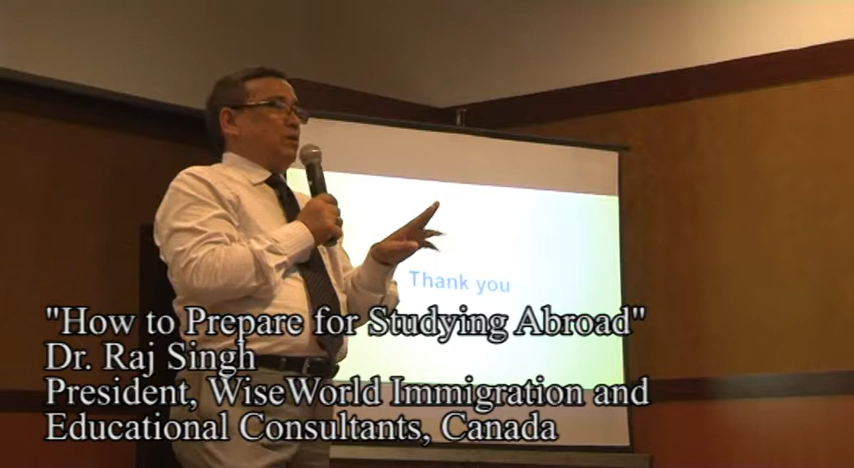 Thank you
"How to Prepare for Studying Abroad"
Dr. Raj Singh
President, WiseWorld Immigration and
Educational Consultants, Canada